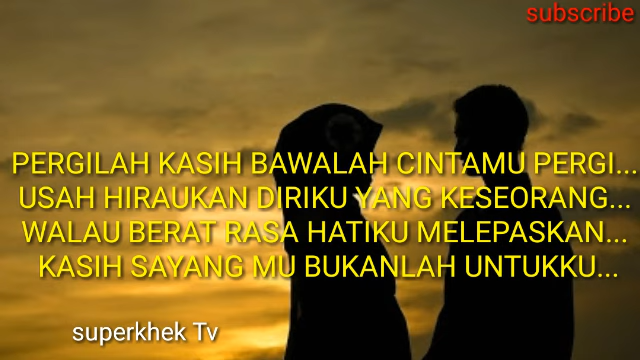 subscribe
PERGILAH KASIH BAWALAH CINTAMU PERGI...
USAH HIRAUKAN DIRIKU YANG KESEORANG...
WALAU BERAT RASA HATIKU MELEPASKAN...
KASIH SAYANG MU BUKANLAH UNTUKKU...
superkhek Tv